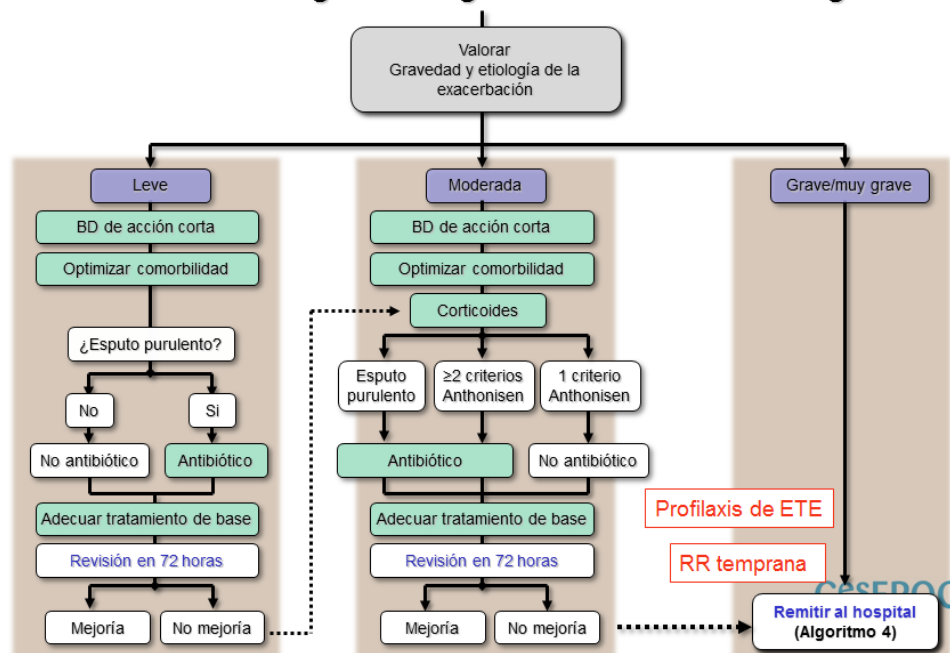 Valorar
Gravedad y etiología de la
exacerbación
Leve
BD de acción corta
Optimizar comorbilidad
¿Esputo purulento?
No
Si
No antibiótico
Antibiótico
Adecuar tratamiento de base
Revisión en 72 horas
Mejoría
No mejoría
Moderada
BD de acción corta
Optimizar comorbilidad
Corticoides
Esputo
purulento
≥2 criterios
Anthonisen
1 criterio
Anthonisen
Antibiótico
No antibiótico
Adecuar tratamiento de base
Revisión en 72 horas
Mejoría
No mejoría
Grave/muy grave
Profilaxis de ETE
RR temprana
GesEPOC
Remitir al hospital
(Algoritmo 4)